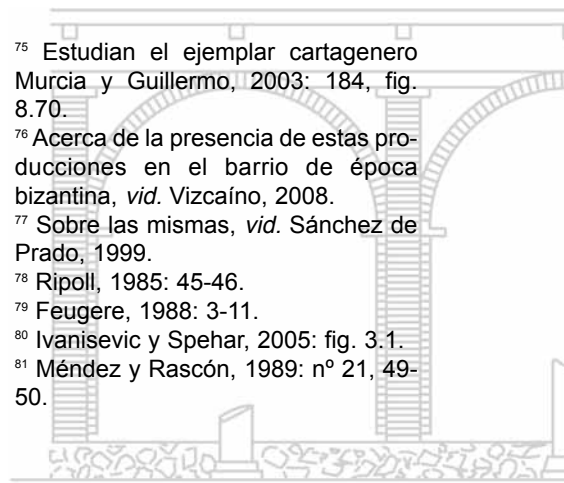 ⁷⁵ Estudian el ejemplar cartagenero
Murcia y Guillermo, 2003: 184, fig.
8.70.
⁷⁶ Acerca de la presencia de estas pro-
ducciones en el barrio de época
bizantina, vid. Vizcaíno, 2008.
⁷⁷ Sobre las mismas, vid. Sánchez de
Prado, 1999.
⁷⁸ Ripoll, 1985: 45-46.
⁷⁹ Feugere, 1988: 3-11.
⁸⁰ Ivanisevic y Spehar, 2005: fig. 3.1.
⁸¹ Méndez y Rascón, 1989: nº 21, 49-
50.